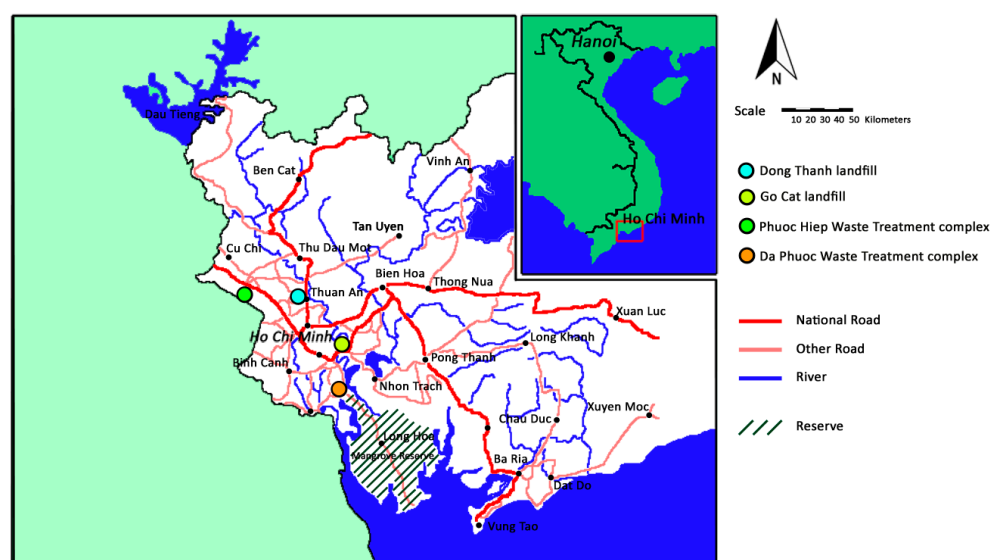 Hanoi
Ho Chi Minh
Dau Tieng
Ben Cat
Vinh An
Tan Uyen
Cu Chi
Thu Dau Mot
Bien Hoa
Thong Nua
Thuan An
Xuan Luc
Ho Chi Minh
Long Khanh
Binh Canh
Pong Thanh
Nhon Trach
Xuyen Moc
Chau Duc
Long Hoa
Mangrove Reserve
Ba Ria
Dat Do
Vung Tao
N
Scale
10 20 30 40 50 Kilometers
Dong Thanh landfill
Go Cat landfill
Phuoc Hiep Waste Treatment complex
Da Phuoc Waste Treatment complex
National Road
Other Road
River
Reserve